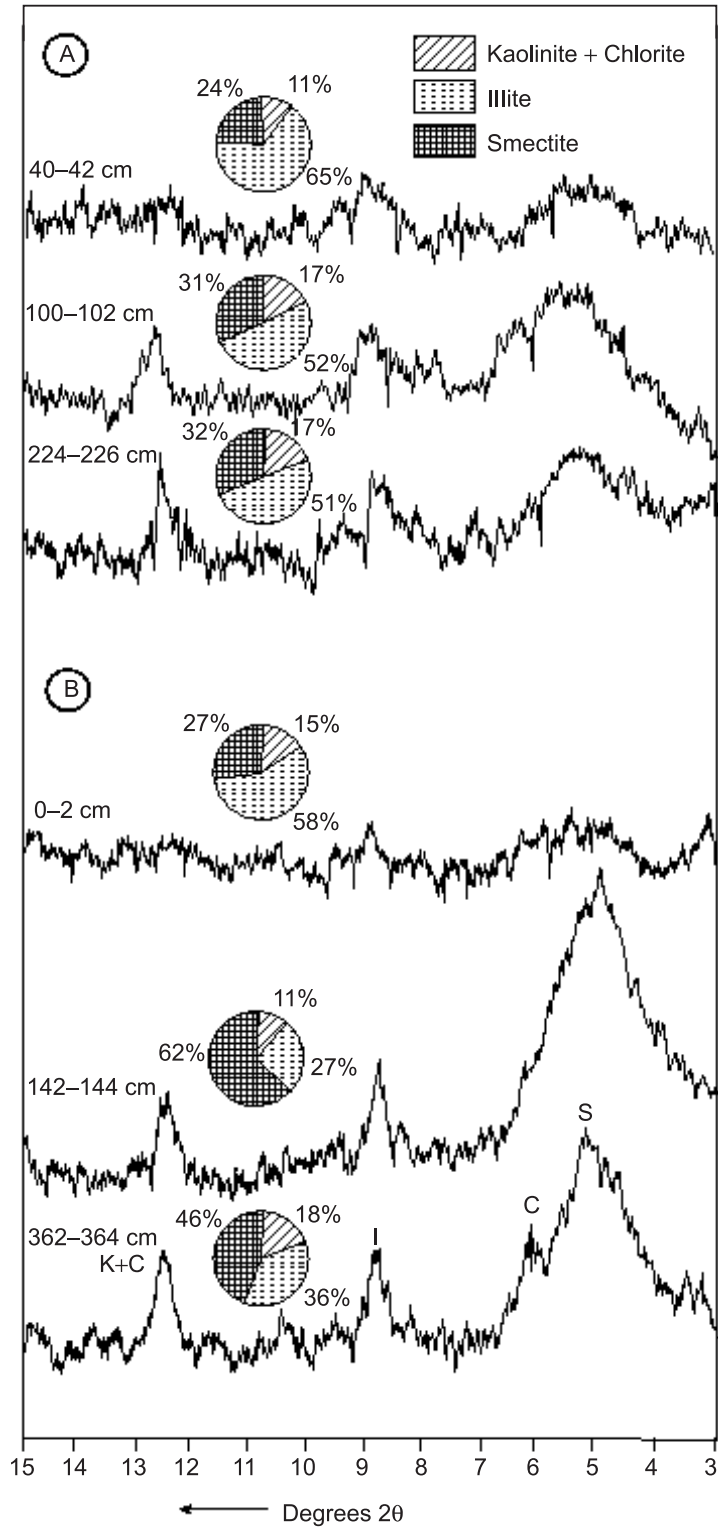 A
Kaolinite + Chlorite
Illite
Smectite
24% 11%
40–42 cm 65%
31% 17%
100–102 cm 52%
32% 17%
224–226 cm 51%
B
27% 15%
0–2 cm 58%
11%
62% 27%
142–144 cm
S
C
46% 18%
362–364 cm I
K+C 36%
15 14 13 12 11 10 9 8 7 6 5 4 3
Degrees 2θ